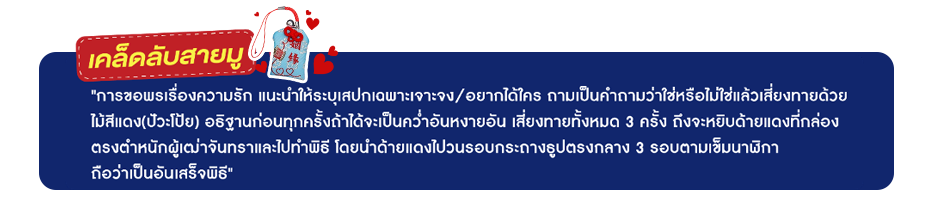 เคล็ดลับสายมู
姻緣
"การขอพรเรื่องความรัก แนะนำให้ระบุสเปกเฉพาะเจาะจง/อยากได้ใคร ถามเป็นคำถามว่าใช่หรือไม่ใช่แล้วเสี่ยงทายด้วย
ไม้สีแดง(ปัวะโป้ย) อธิฐานก่อนทุกครั้งถ้าได้จะเป็นคว่ำอันหงายอัน เสี่ยงทายทั้งหมด 3 ครั้ง ถึงจะหยิบด้ายแดงที่กล่อง
ตรงตำหนักผู้เฒ่าจันทราและไปทำพิธี โดยนำด้ายแดงไปวนรอบกระถางธูปตรงกลาง 3 รอบตามเข็มนาฬิกา
ถือว่าเป็นอันเสร็จพิธี"